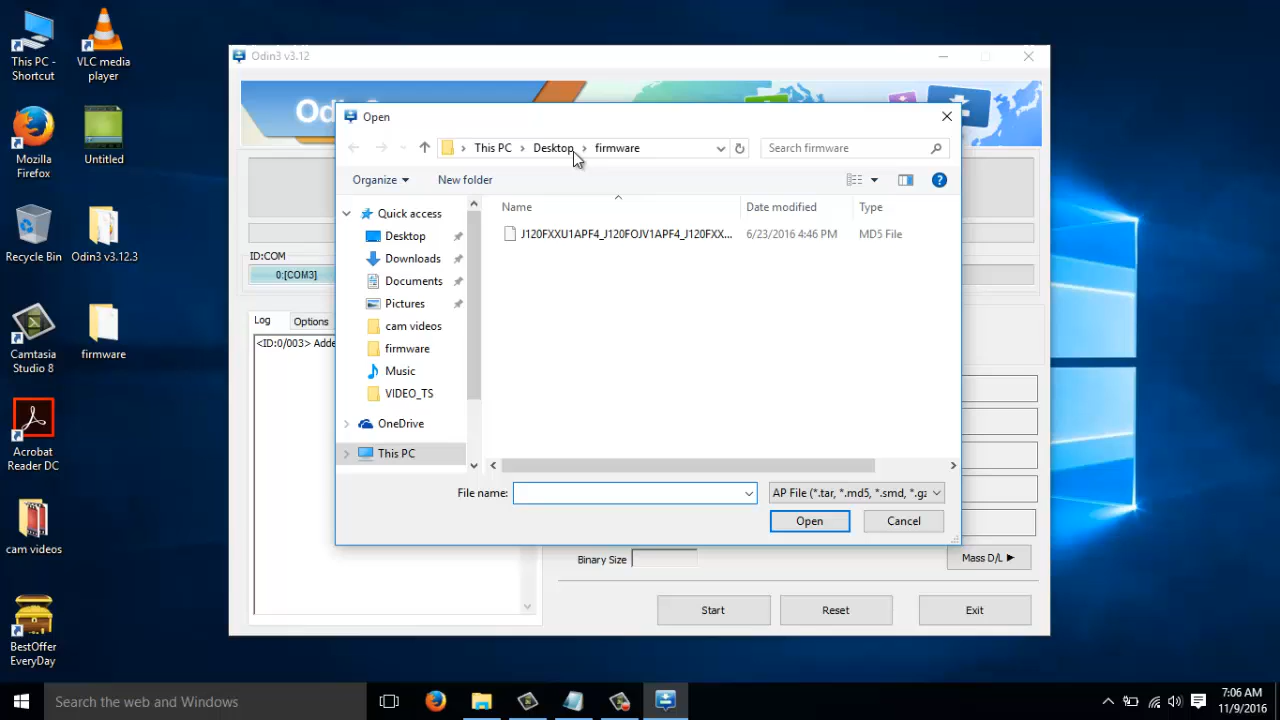 This PC -
Shortcut
VLC media
player
Mozilla
Firefox
Untitled
Recycle Bin
Odin3 v3.12.3
Camtasia
Studio 8
firmware
Acrobat
Reader DC
cam videos
BestOffer
EveryDay
Odin3 v3.12
Od
ID:COM
0:[COM3]
Log
Options
<ID:0/003> Adde
Open
This PC
Desktop
firmware
Search firmware
Organize
New folder
Quick access
Desktop
Downloads
Documents
Pictures
cam videos
firmware
Music
VIDEO_TS
OneDrive
This PC
Name
Date modified
Type
J120FXXU1APF4_J120FOJV1APF4_J120FXX...
6/23/2016 4:46 PM
MD5 File
File name:
AP File (*.tar, *.md5, *.smd, *.gz
Open
Cancel
Binary Size
Mass D/L
Start
Reset
Exit
Search the web and Windows
7:06 AM
11/9/2016